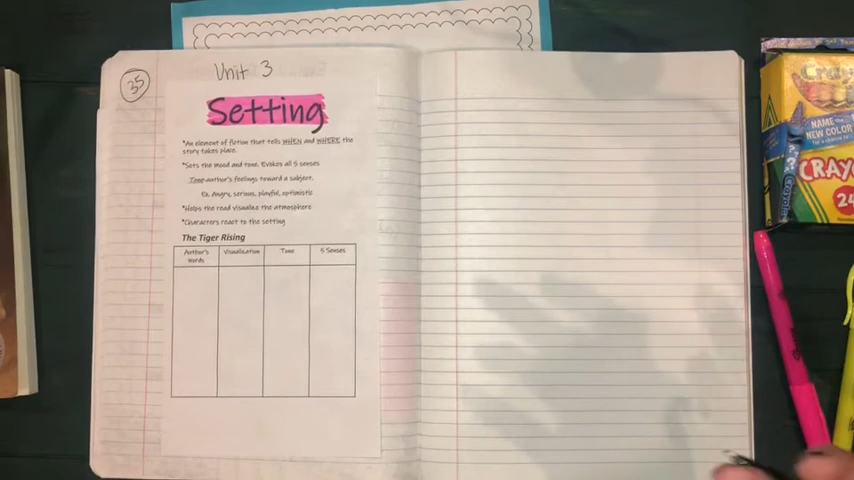 Unit 3
35
Setting
*An element of fiction that tells WHEN and WHERE the
story takes place.
*Sets the mood and tone. Evokes all 5 senses
Tone-author's feelings toward a subject.
Ex. Angry, serious, playful, optimistic
*Helps the read visualize the atmosphere
*Characters react to the setting
The Tiger Rising
Author's Words
Visualization
Tone
5 Senses
Crayola
NAME the
NEW COLOR
CRAYO
24
Crayola